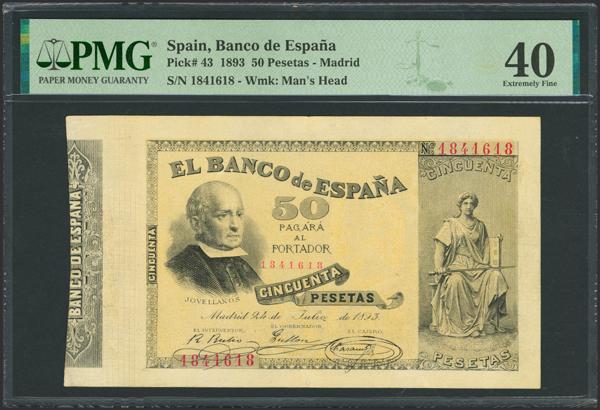 PMG
PAPER MONEY GUARANTY
Spain, Banco de España
Pick# 43 1893 50 Pesetas - Madrid
S/N 1841618 - Wmk: Man's Head
40
Extremely Fine
BANCO DE ESPAÑA
CINCUENTA
Nº 1841618
EL BANCO de ESPAÑA
CINCUENTA
50
PAGARÁ
AL
PORTADOR
1841618
JOVELLANOS
CINCUENTA
PESETAS
Madrid 24 de Julio de 1893.
EL INTERVENTOR,
EL GOBERNADOR,
EL CAJERO,
1841618
PESETAS